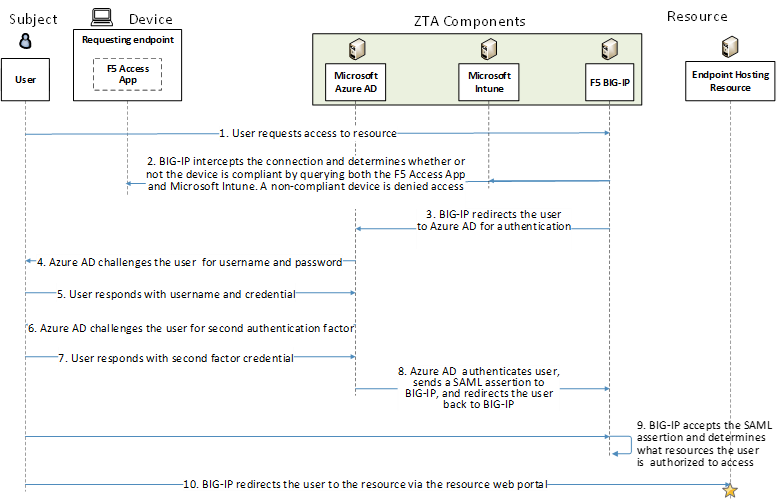 Subject
Device
ZTA Components
Resource
Requesting endpoint
F5 Access
App
User
Microsoft
Azure AD
Microsoft
Intune
F5 BIG-IP
Endpoint Hosting
Resource
1. User requests access to resource
2. BIG-IP intercepts the connection and determines whether or
not the device is compliant by querying both the F5 Access App
and Microsoft Intune. A non-compliant device is denied access
3. BIG-IP redirects the user
to Azure AD for authentication
4. Azure AD challenges the user for username and password
5. User responds with username and credential
6. Azure AD challenges the user for second authentication factor
7. User responds with second factor credential
8. Azure AD authenticates user,
sends a SAML assertion to
BIG-IP, and redirects the user
back to BIG-IP
9. BIG-IP accepts the SAML
assertion and determines
what resources the user
is authorized to access
10. BIG-IP redirects the user to the resource via the resource web portal